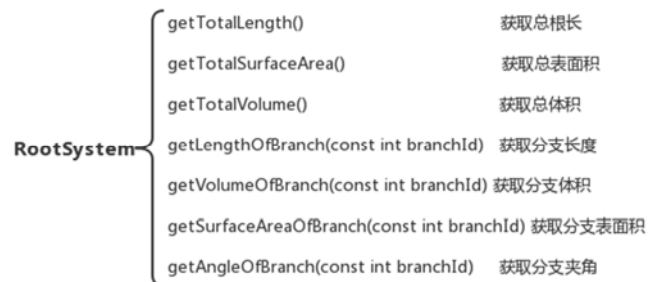 getTotalLength() 获取总根长
getTotalSurfaceArea() 获取总表面积
getTotalVolume() 获取总体积
RootSystem
getLengthOfBranch(const int branchId) 获取分支长度
getVolumeOfBranch(const int branchId) 获取分支体积
getSurfaceAreaOfBranch(const int branchId) 获取分支表面积
getAngleOfBranch(const int branchId) 获取分支夹角